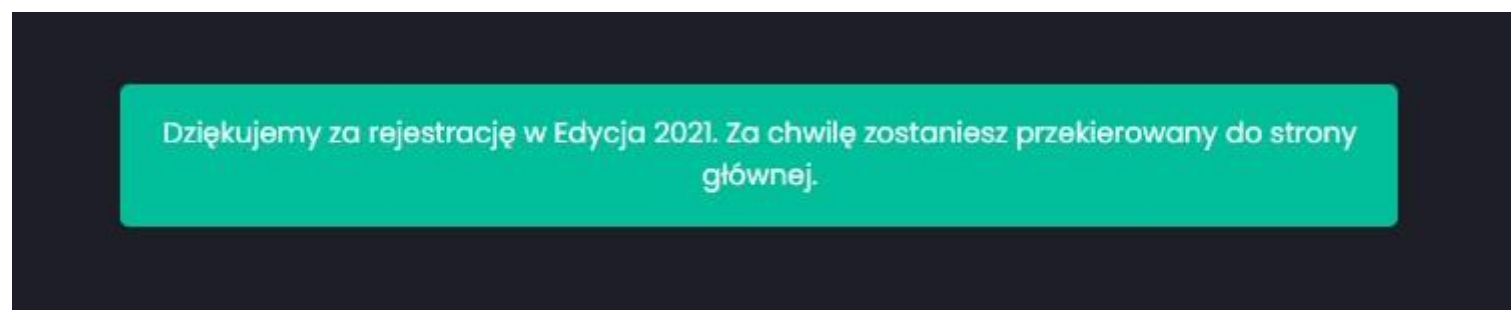 Dziękujemy za rejestrację w Edycja 2021. Za chwilę zostaniesz przekierowany do strony
głównej.